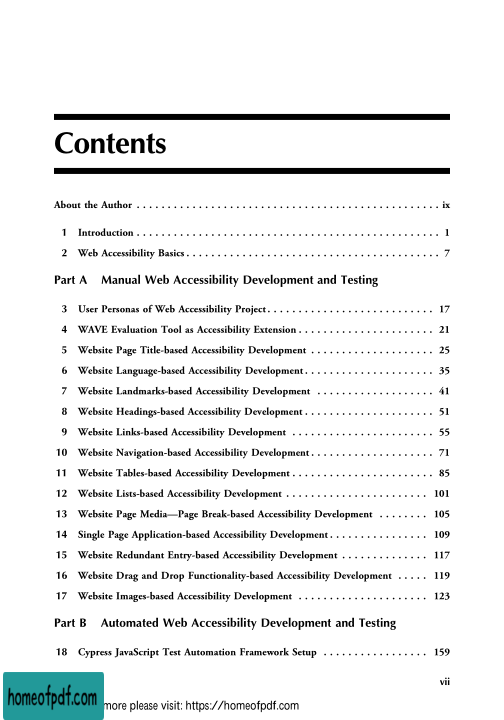 Contents
About the Author . . . . . . . . . . . . . . . . . . . . . . . . . . . . . . . . . . . . . . . . . . . . . . . . ix
1 Introduction . . . . . . . . . . . . . . . . . . . . . . . . . . . . . . . . . . . . . . . . . . . . . . . . 1
2 Web Accessibility Basics . . . . . . . . . . . . . . . . . . . . . . . . . . . . . . . . . . . . . . . . 7
Part A Manual Web Accessibility Development and Testing
3 User Personas of Web Accessibility Project . . . . . . . . . . . . . . . . . . . . . . . . . . . 17
4 WAVE Evaluation Tool as Accessibility Extension . . . . . . . . . . . . . . . . . . . . . . 21
5 Website Page Title-based Accessibility Development . . . . . . . . . . . . . . . . . . . . 25
6 Website Language-based Accessibility Development . . . . . . . . . . . . . . . . . . . . . 35
7 Website Landmarks-based Accessibility Development . . . . . . . . . . . . . . . . . . . 41
8 Website Headings-based Accessibility Development . . . . . . . . . . . . . . . . . . . . . 51
9 Website Links-based Accessibility Development . . . . . . . . . . . . . . . . . . . . . . . 55
10 Website Navigation-based Accessibility Development . . . . . . . . . . . . . . . . . . . . 71
11 Website Tables-based Accessibility Development . . . . . . . . . . . . . . . . . . . . . . . 85
12 Website Lists-based Accessibility Development . . . . . . . . . . . . . . . . . . . . . . . 101
13 Website Page Media—Page Break-based Accessibility Development . . . . . . . . 105
14 Single Page Application-based Accessibility Development . . . . . . . . . . . . . . . . 109
15 Website Redundant Entry-based Accessibility Development . . . . . . . . . . . . . . 117
16 Website Drag and Drop Functionality-based Accessibility Development . . . . . 119
17 Website Images-based Accessibility Development . . . . . . . . . . . . . . . . . . . . . 123
Part B Automated Web Accessibility Development and Testing
18 Cypress JavaScript Test Automation Framework Setup . . . . . . . . . . . . . . . . . 159
vii
homeofpdf.com
more please visit: https://homeofpdf.com